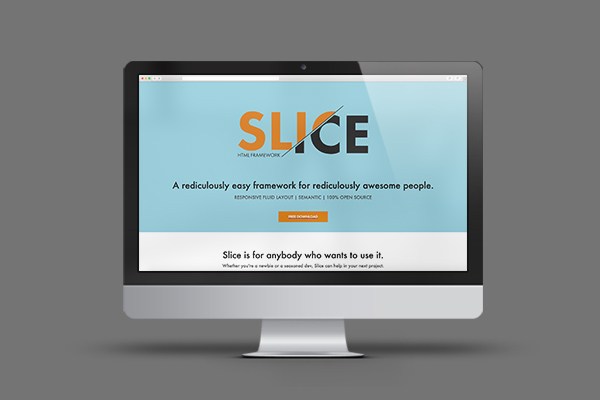 SLICE
HTML FRAMEWORK
A rediculously easy framework for rediculously awesome people.
RESPONSIVE FLUID LAYOUT | SEMANTIC | 100% OPEN SOURCE
FREE DOWNLOAD
Slice is for anybody who wants to use it.
Whether you're a newbie or a seasoned dev, Slice can help in your next project.